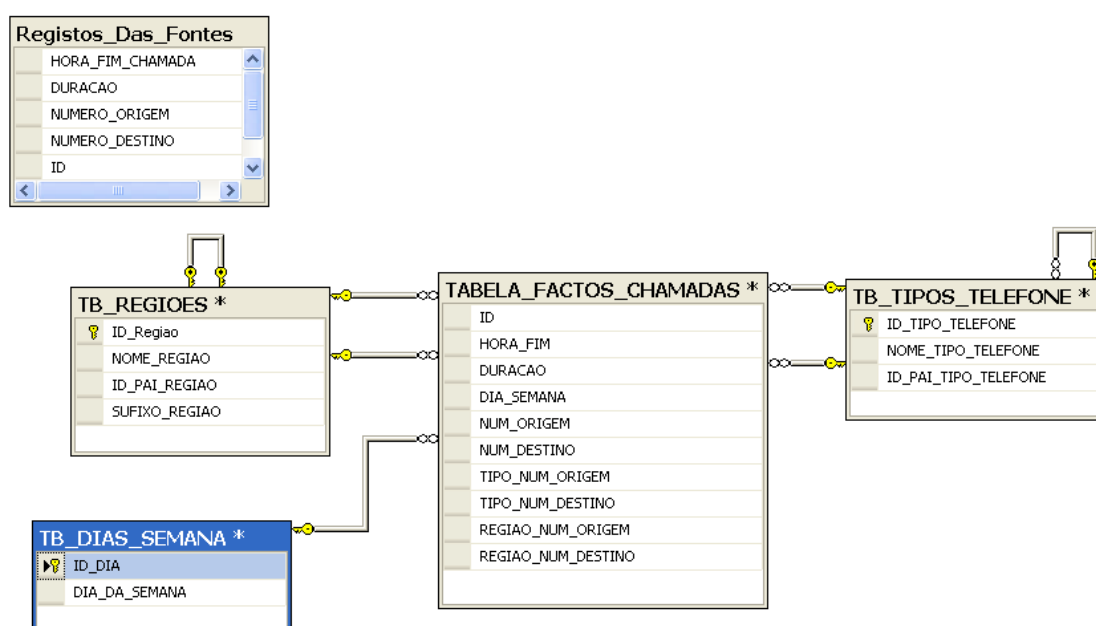 Registos_Das_Fontes
HORA_FIM_CHAMADA
DURACAO
NUMERO_ORIGEM
NUMERO_DESTINO
ID
TB_REGIOES *
ID_Regiao
NOME_REGIAO
ID_PAI_REGIAO
SUFIXO_REGIAO
TABELA_FACTOS_CHAMADAS *
ID
HORA_FIM
DURACAO
DIA_SEMANA
NUM_ORIGEM
NUM_DESTINO
TIPO_NUM_ORIGEM
TIPO_NUM_DESTINO
REGIAO_NUM_ORIGEM
REGIAO_NUM_DESTINO
TB_TIPOS_TELEFONE *
ID_TIPO_TELEFONE
NOME_TIPO_TELEFONE
ID_PAI_TIPO_TELEFONE
TB_DIAS_SEMANA *
ID_DIA
DIA_DA_SEMANA